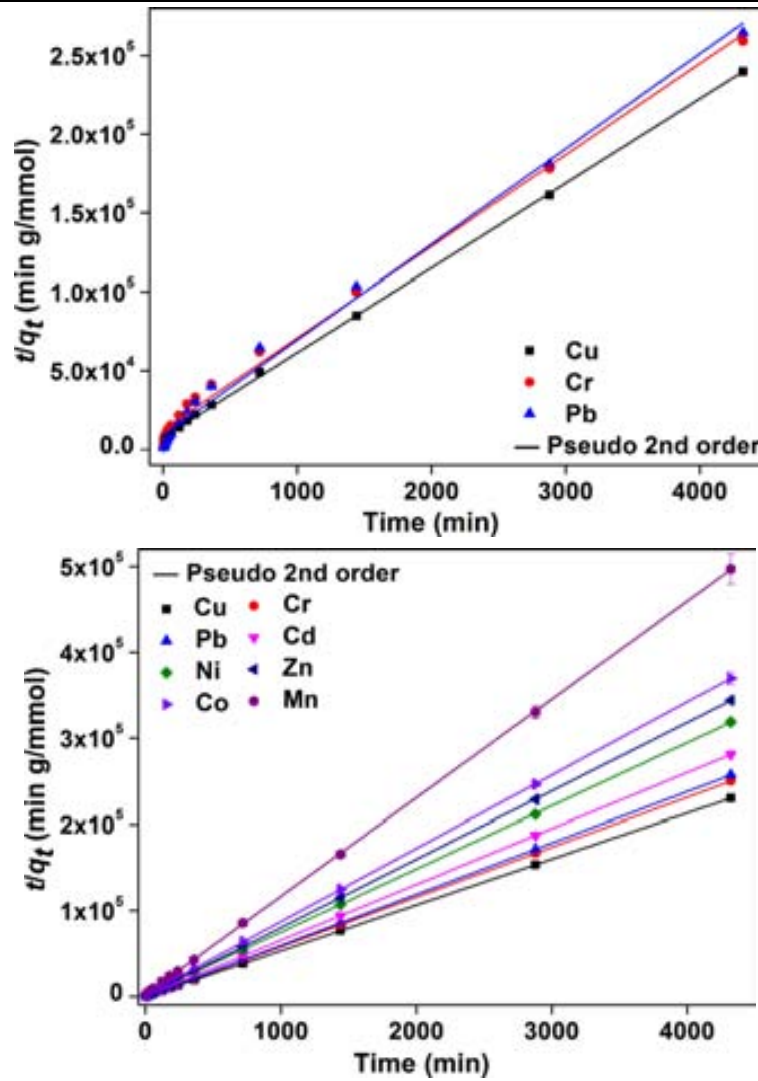 2.5x10⁵
2.0x10⁵
1.5x10⁵
1.0x10⁵
5.0x10⁴
0.0
t/qₜ (min g/mmol)
Cu
Cr
Pb
Pseudo 2nd order
0 1000 2000 3000 4000
Time (min)
5x10⁵
4x10⁵
3x10⁵
2x10⁵
1x10⁵
0
t/qₜ (min g/mmol)
Pseudo 2nd order
Cu Cr
Pb Cd
Ni Zn
Co Mn
0 1000 2000 3000 4000
Time (min)